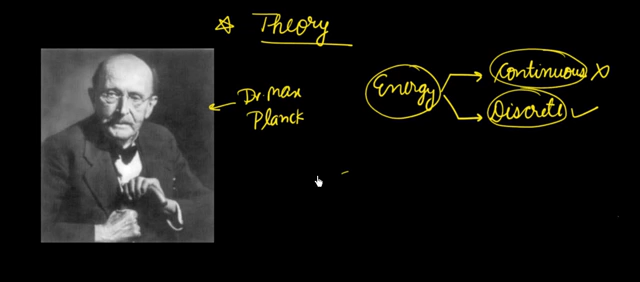 Theory
Dr. Max
Planck
Energy
Continuous
Discrete